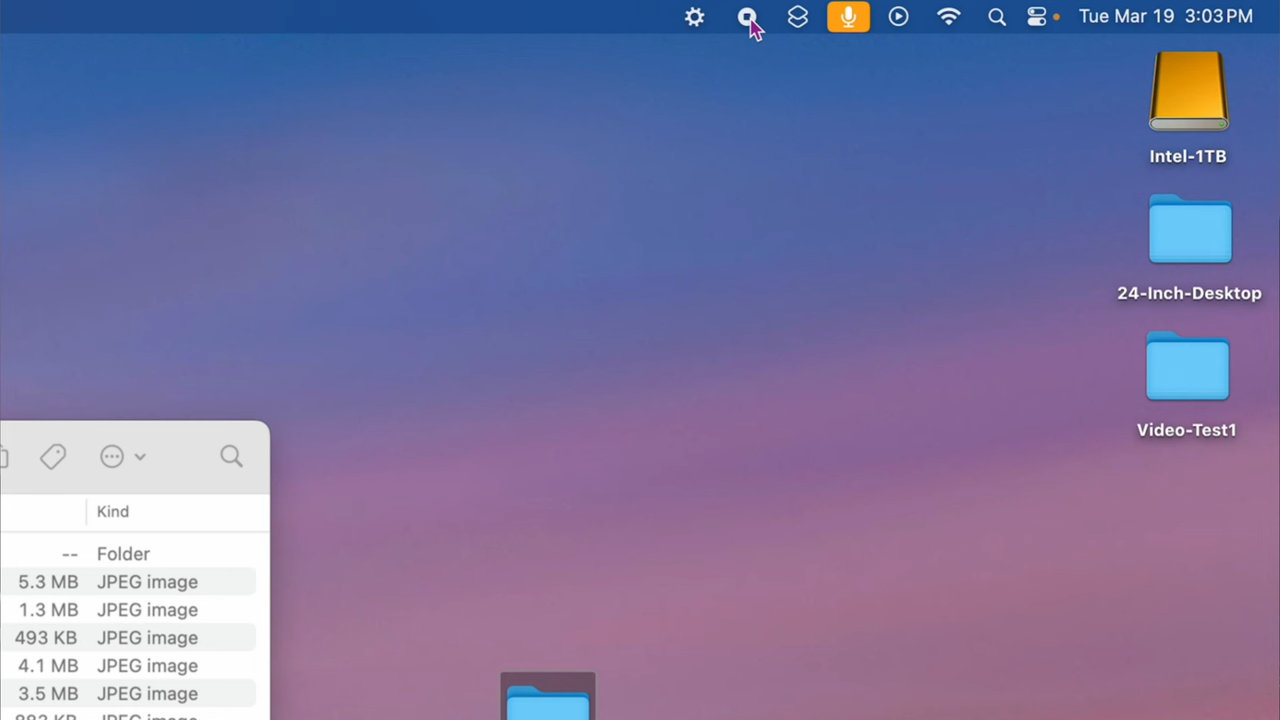 Tue Mar 19 3:03 PM
Intel-1TB
24-Inch-Desktop
Video-Test1
Kind
-- Folder
5.3 MB JPEG image
1.3 MB JPEG image
493 KB JPEG image
4.1 MB JPEG image
3.5 MB JPEG image